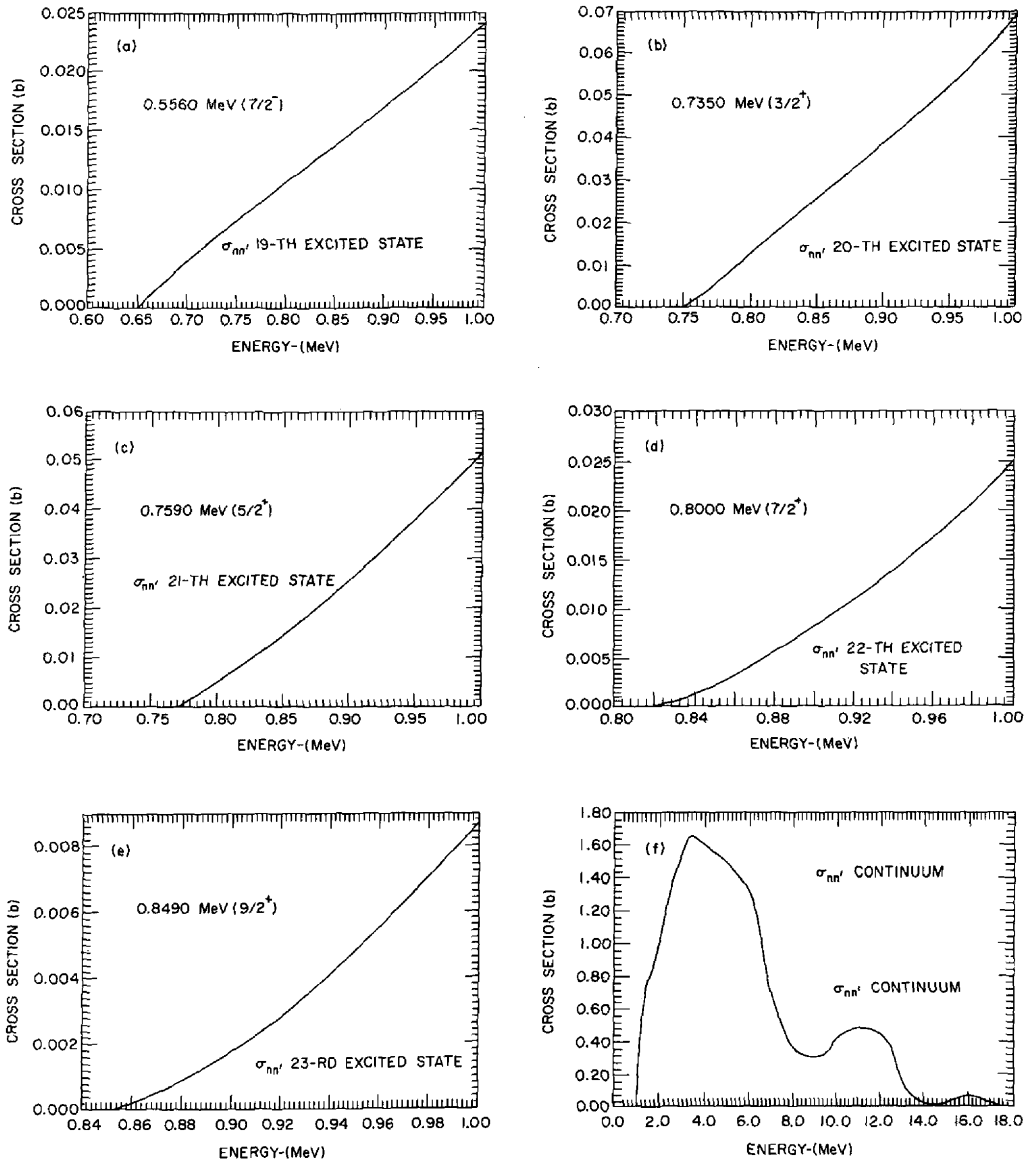 (a)
0.5560 MeV (7/2⁻)
σnn′ 19-TH EXCITED STATE
CROSS SECTION (b)
0.025
0.020
0.015
0.010
0.005
0.000
0.60 0.65 0.70 0.75 0.80 0.85 0.90 0.95 1.00
ENERGY-(MeV)
(b)
0.7350 MeV (3/2⁺)
σnn′ 20-TH EXCITED STATE
CROSS SECTION (b)
0.07
0.06
0.05
0.04
0.03
0.02
0.01
0.00
0.70 0.75 0.80 0.85 0.90 0.95 1.00
ENERGY-(MeV)
(c)
0.7590 MeV (5/2⁺)
σnn′ 21-TH EXCITED STATE
CROSS SECTION (b)
0.06
0.05
0.04
0.03
0.02
0.01
0.00
0.70 0.75 0.80 0.85 0.90 0.95 1.00
ENERGY-(MeV)
(d)
0.8000 MeV (7/2⁺)
σnn′ 22-TH EXCITED
STATE
CROSS SECTION (b)
0.030
0.025
0.020
0.015
0.010
0.005
0.000
0.80 0.84 0.88 0.92 0.96 1.00
ENERGY-(MeV)
(e)
0.8490 MeV (9/2⁺)
σnn′ 23-RD EXCITED STATE
CROSS SECTION (b)
0.008
0.006
0.004
0.002
0.000
0.84 0.86 0.88 0.90 0.92 0.94 0.96 0.98 1.00
ENERGY-(MeV)
(f)
σnn′ CONTINUUM
σnn′ CONTINUUM
CROSS SECTION (b)
1.80
1.60
1.40
1.20
1.00
0.80
0.60
0.40
0.20
0.00
0.0 2.0 4.0 6.0 8.0 10.0 12.0 14.0 16.0 18.0
ENERGY-(MeV)